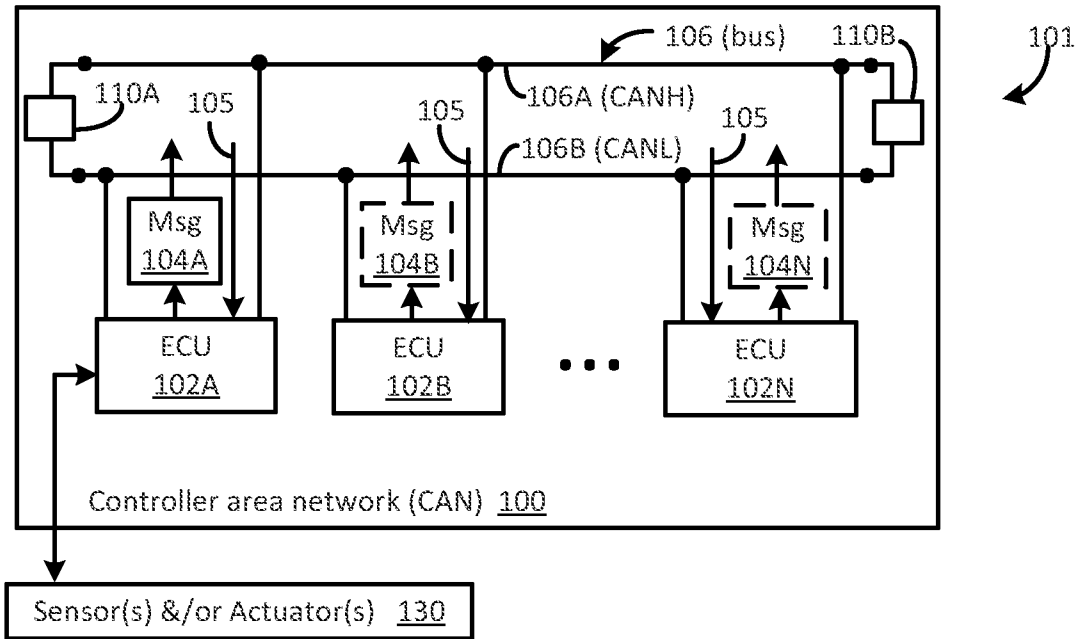 106 (bus)
110B
101
110A
105
106A (CANH)
105
106B (CANL)
105
Msg
104A
Msg
104B
Msg
104N
ECU
102A
ECU
102B
ECU
102N
Controller area network (CAN) 100
Sensor(s) &/or Actuator(s) 130